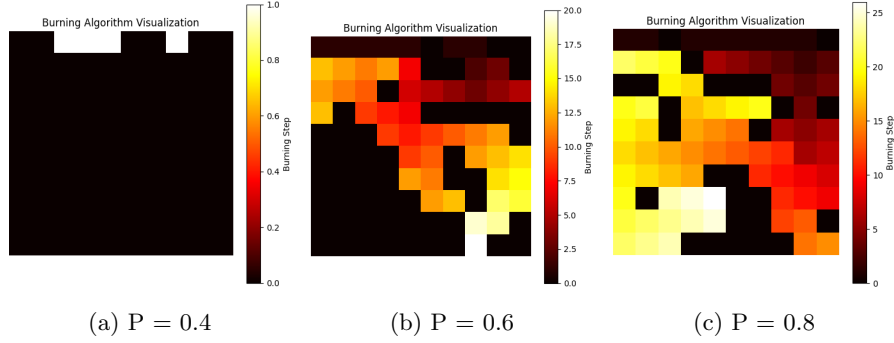 Burning Algorithm Visualization
1.0
0.8
0.6
0.4
0.2
0.0
Burning Step
(a) P = 0.4
Burning Algorithm Visualization
20.0
17.5
15.0
12.5
10.0
7.5
5.0
2.5
0.0
Burning Step
(b) P = 0.6
Burning Algorithm Visualization
25
20
15
10
5
0
Burning Step
(c) P = 0.8